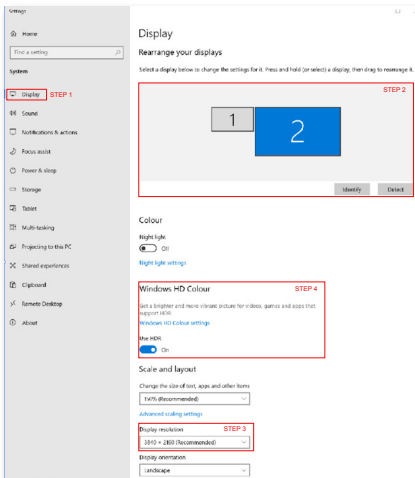 Settings
Home
Find a setting
System
Display STEP 1
Sound
Notifications & actions
Focus assist
Power & sleep
Storage
Tablet
Multi-tasking
Projecting to this PC
Shared experiences
Clipboard
Remote Desktop
About
Display
Rearrange your displays
Select a display below to change the settings for it. Press and hold (or select) a display, then drag to rearrange it.
STEP 2
1
2
Identify Detect
Colour
Night light
Off
Night light settings
Windows HD Colour STEP 4
Get a brighter and more vibrant picture for videos, games and apps that
support HDR.
Windows HD Colour settings
Use HDR
On
Scale and layout
Change the size of text, apps and other items
150% (Recommended)
Advanced scaling settings
Display resolution STEP 3
3840 × 2160 (Recommended)
Display orientation
Landscape